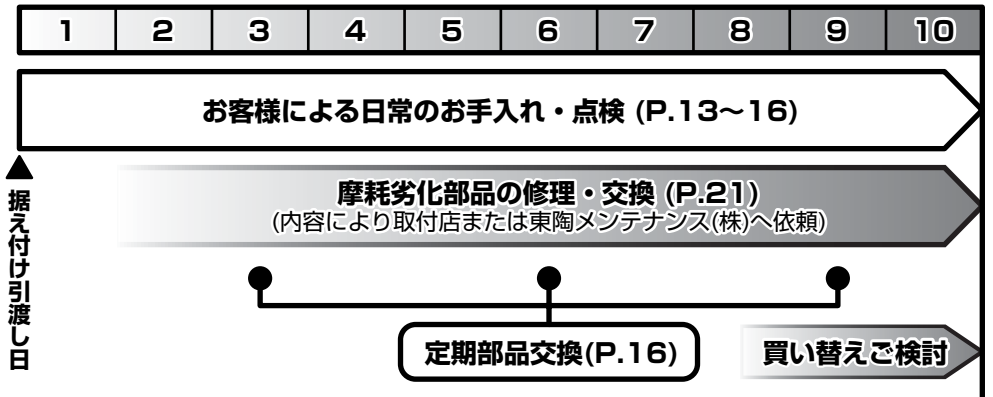 1 2 3 4 5 6 7 8 9 10
お客様による日常のお手入れ・点検 (P.13～16)
据え付け引渡し日
摩耗劣化部品の修理・交換 (P.21)
(内容により取付店または東陶メンテナンス(株)へ依頼)
定期部品交換(P.16)
買い替えご検討